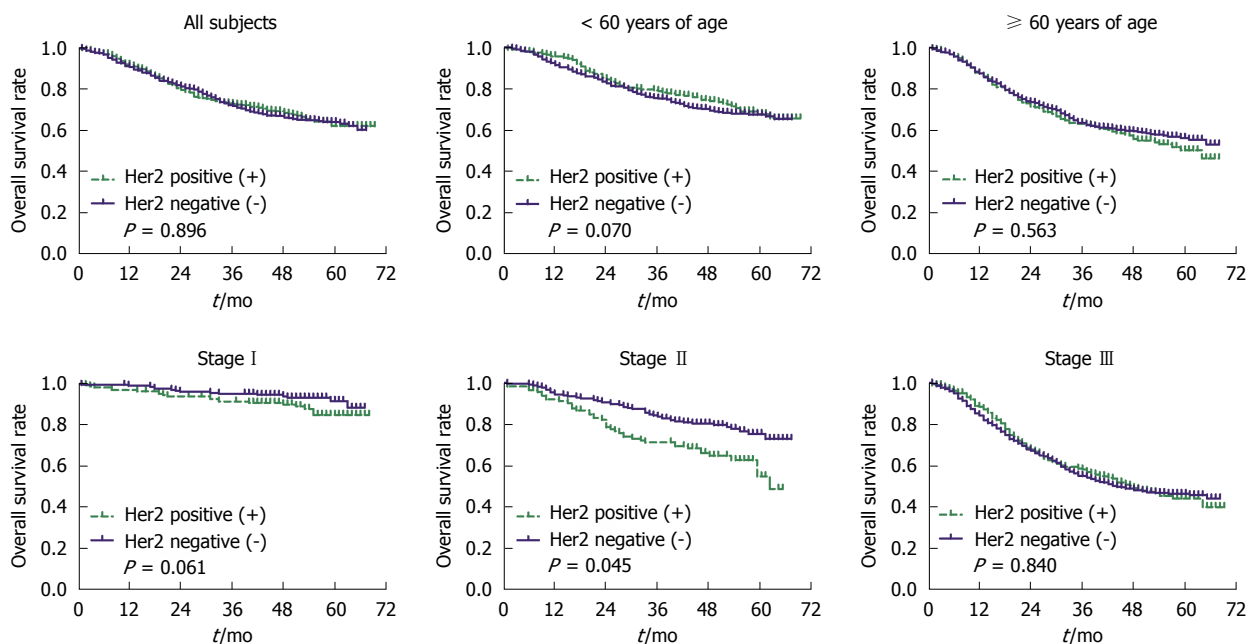 All subjects
Overall survival rate
1.0
0.8
0.6
0.4
0.2
0.0
Her2 positive (+)
Her2 negative (-)
P = 0.896
0 12 24 36 48 60 72
t/mo
< 60 years of age
Overall survival rate
1.0
0.8
0.6
0.4
0.2
0.0
Her2 positive (+)
Her2 negative (-)
P = 0.070
0 12 24 36 48 60 72
t/mo
≥ 60 years of age
Overall survival rate
1.0
0.8
0.6
0.4
0.2
0.0
Her2 positive (+)
Her2 negative (-)
P = 0.563
0 12 24 36 48 60 72
t/mo
Stage Ⅰ
Overall survival rate
1.0
0.8
0.6
0.4
0.2
0.0
Her2 positive (+)
Her2 negative (-)
P = 0.061
0 12 24 36 48 60 72
t/mo
Stage Ⅱ
Overall survival rate
1.0
0.8
0.6
0.4
0.2
0.0
Her2 positive (+)
Her2 negative (-)
P = 0.045
0 12 24 36 48 60 72
t/mo
Stage Ⅲ
Overall survival rate
1.0
0.8
0.6
0.4
0.2
0.0
Her2 positive (+)
Her2 negative (-)
P = 0.840
0 12 24 36 48 60 72
t/mo